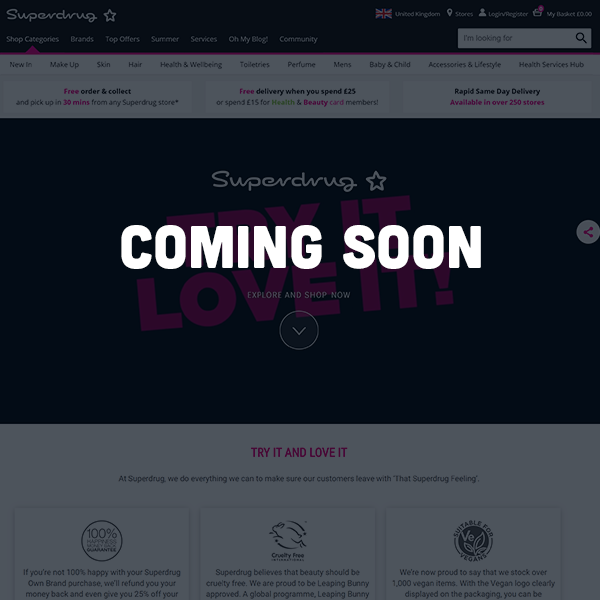 Superdrug
United Kingdom Stores Login/Register My Basket £0.00
Shop Categories Brands Top Offers Summer Services Oh My Blog! Community I'm looking for
New In Make Up Skin Hair Health & Wellbeing Toiletries Perfume Mens Baby & Child Accessories & Lifestyle Health Services Hub
Free order & collect
and pick up in 30 mins from any Superdrug store*
Free delivery when you spend £25
or spend £15 for Health & Beauty card members!
Rapid Same Day Delivery
Available in over 250 stores
Superdrug
TRY IT
COMING SOON
LOVE IT!
EXPLORE AND SHOP NOW
TRY IT AND LOVE IT
At Superdrug, we do everything we can to make sure our customers leave with 'That Superdrug Feeling'.
100%
HAPPINESS
GUARANTEE
If you're not 100% happy with your Superdrug
Own Brand purchase, we'll refund you your
money back and even give you 25% off your
Cruelty free
INTERNATIONAL
Superdrug believes that beauty should be
cruelty free. We are proud to be Leaping Bunny
approved. A global programme, Leaping Bunny
SUITABLE FOR
Ve
VEGANS
We're now proud to say that we stock over
1,000 vegan items. With the Vegan logo clearly
displayed on the packaging, you can be